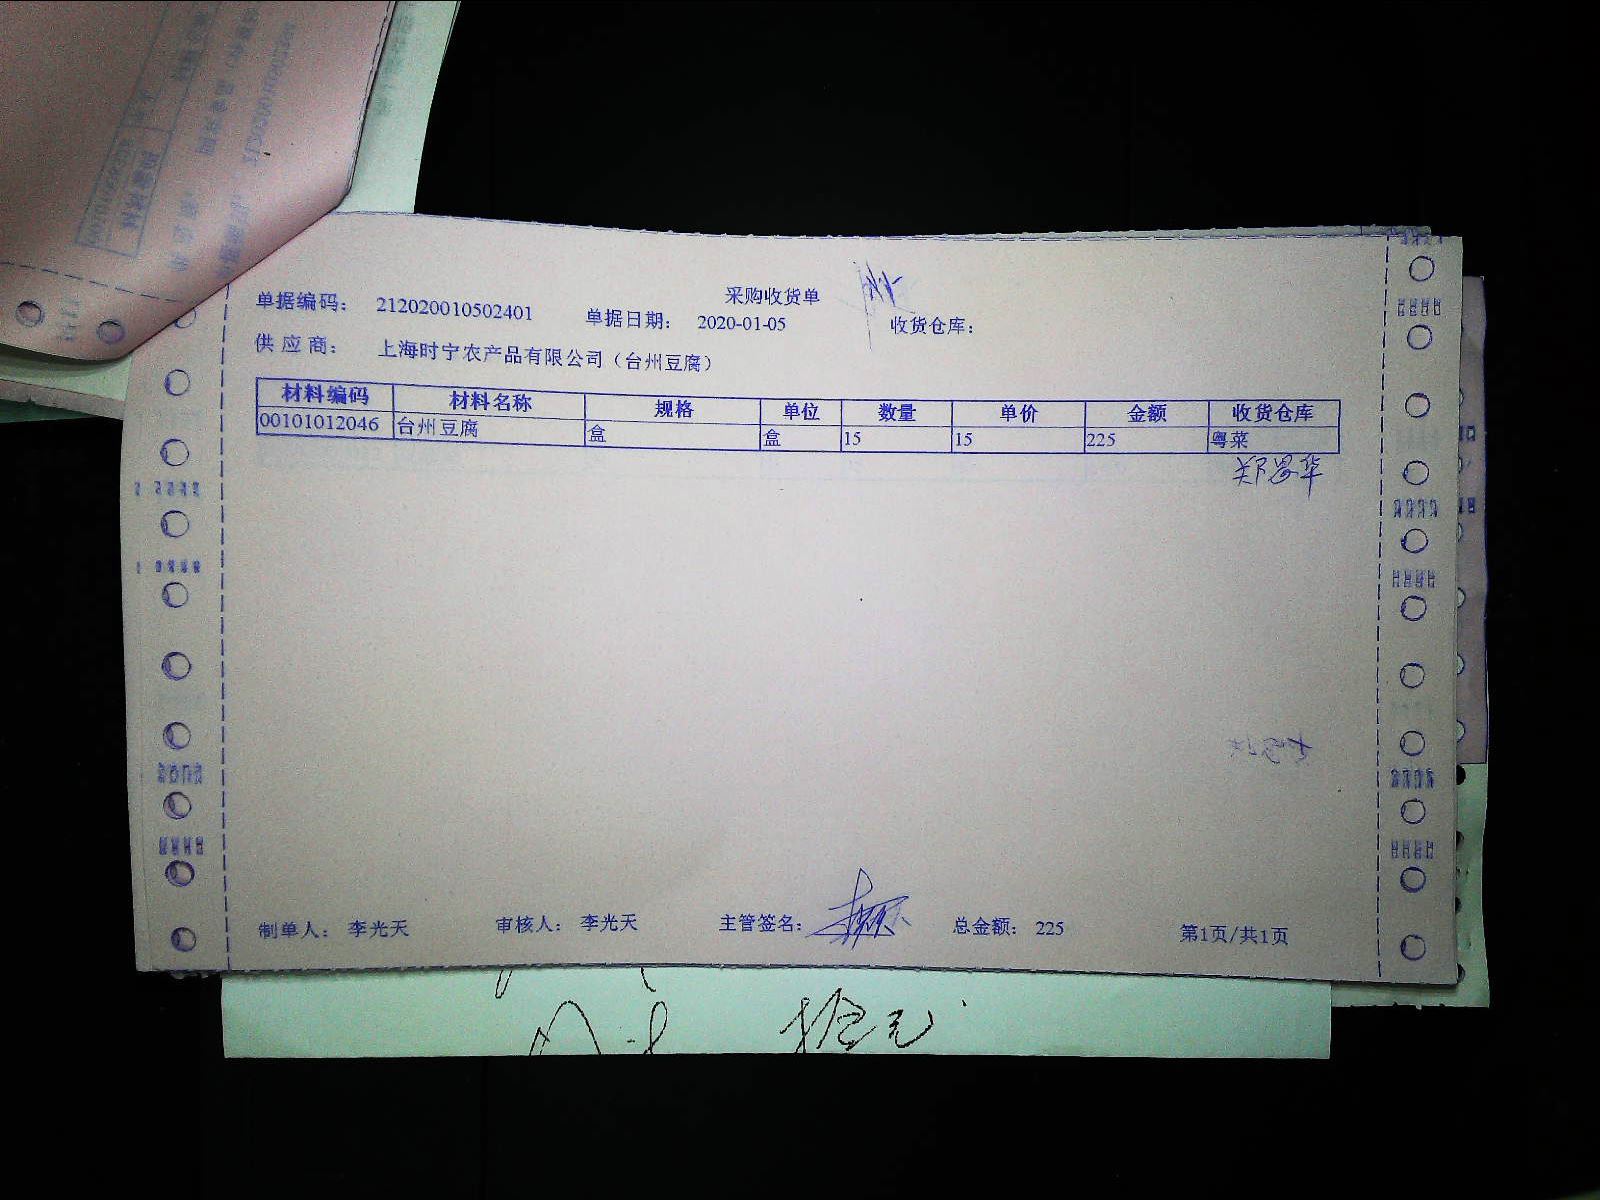 采购收货单
单据编码： 212020010502401 单据日期： 2020-01-05 收货仓库：
供 应 商： 上海时宁农产品有限公司（台州豆腐）
材料编码 材料名称 规格 单位 数量 单价 金额 收货仓库
00101012046 台州豆腐 盒 盒 15 15 225 粤菜
制单人： 李光天 审核人： 李光天 主管签名： 总金额： 225 第1页/共1页